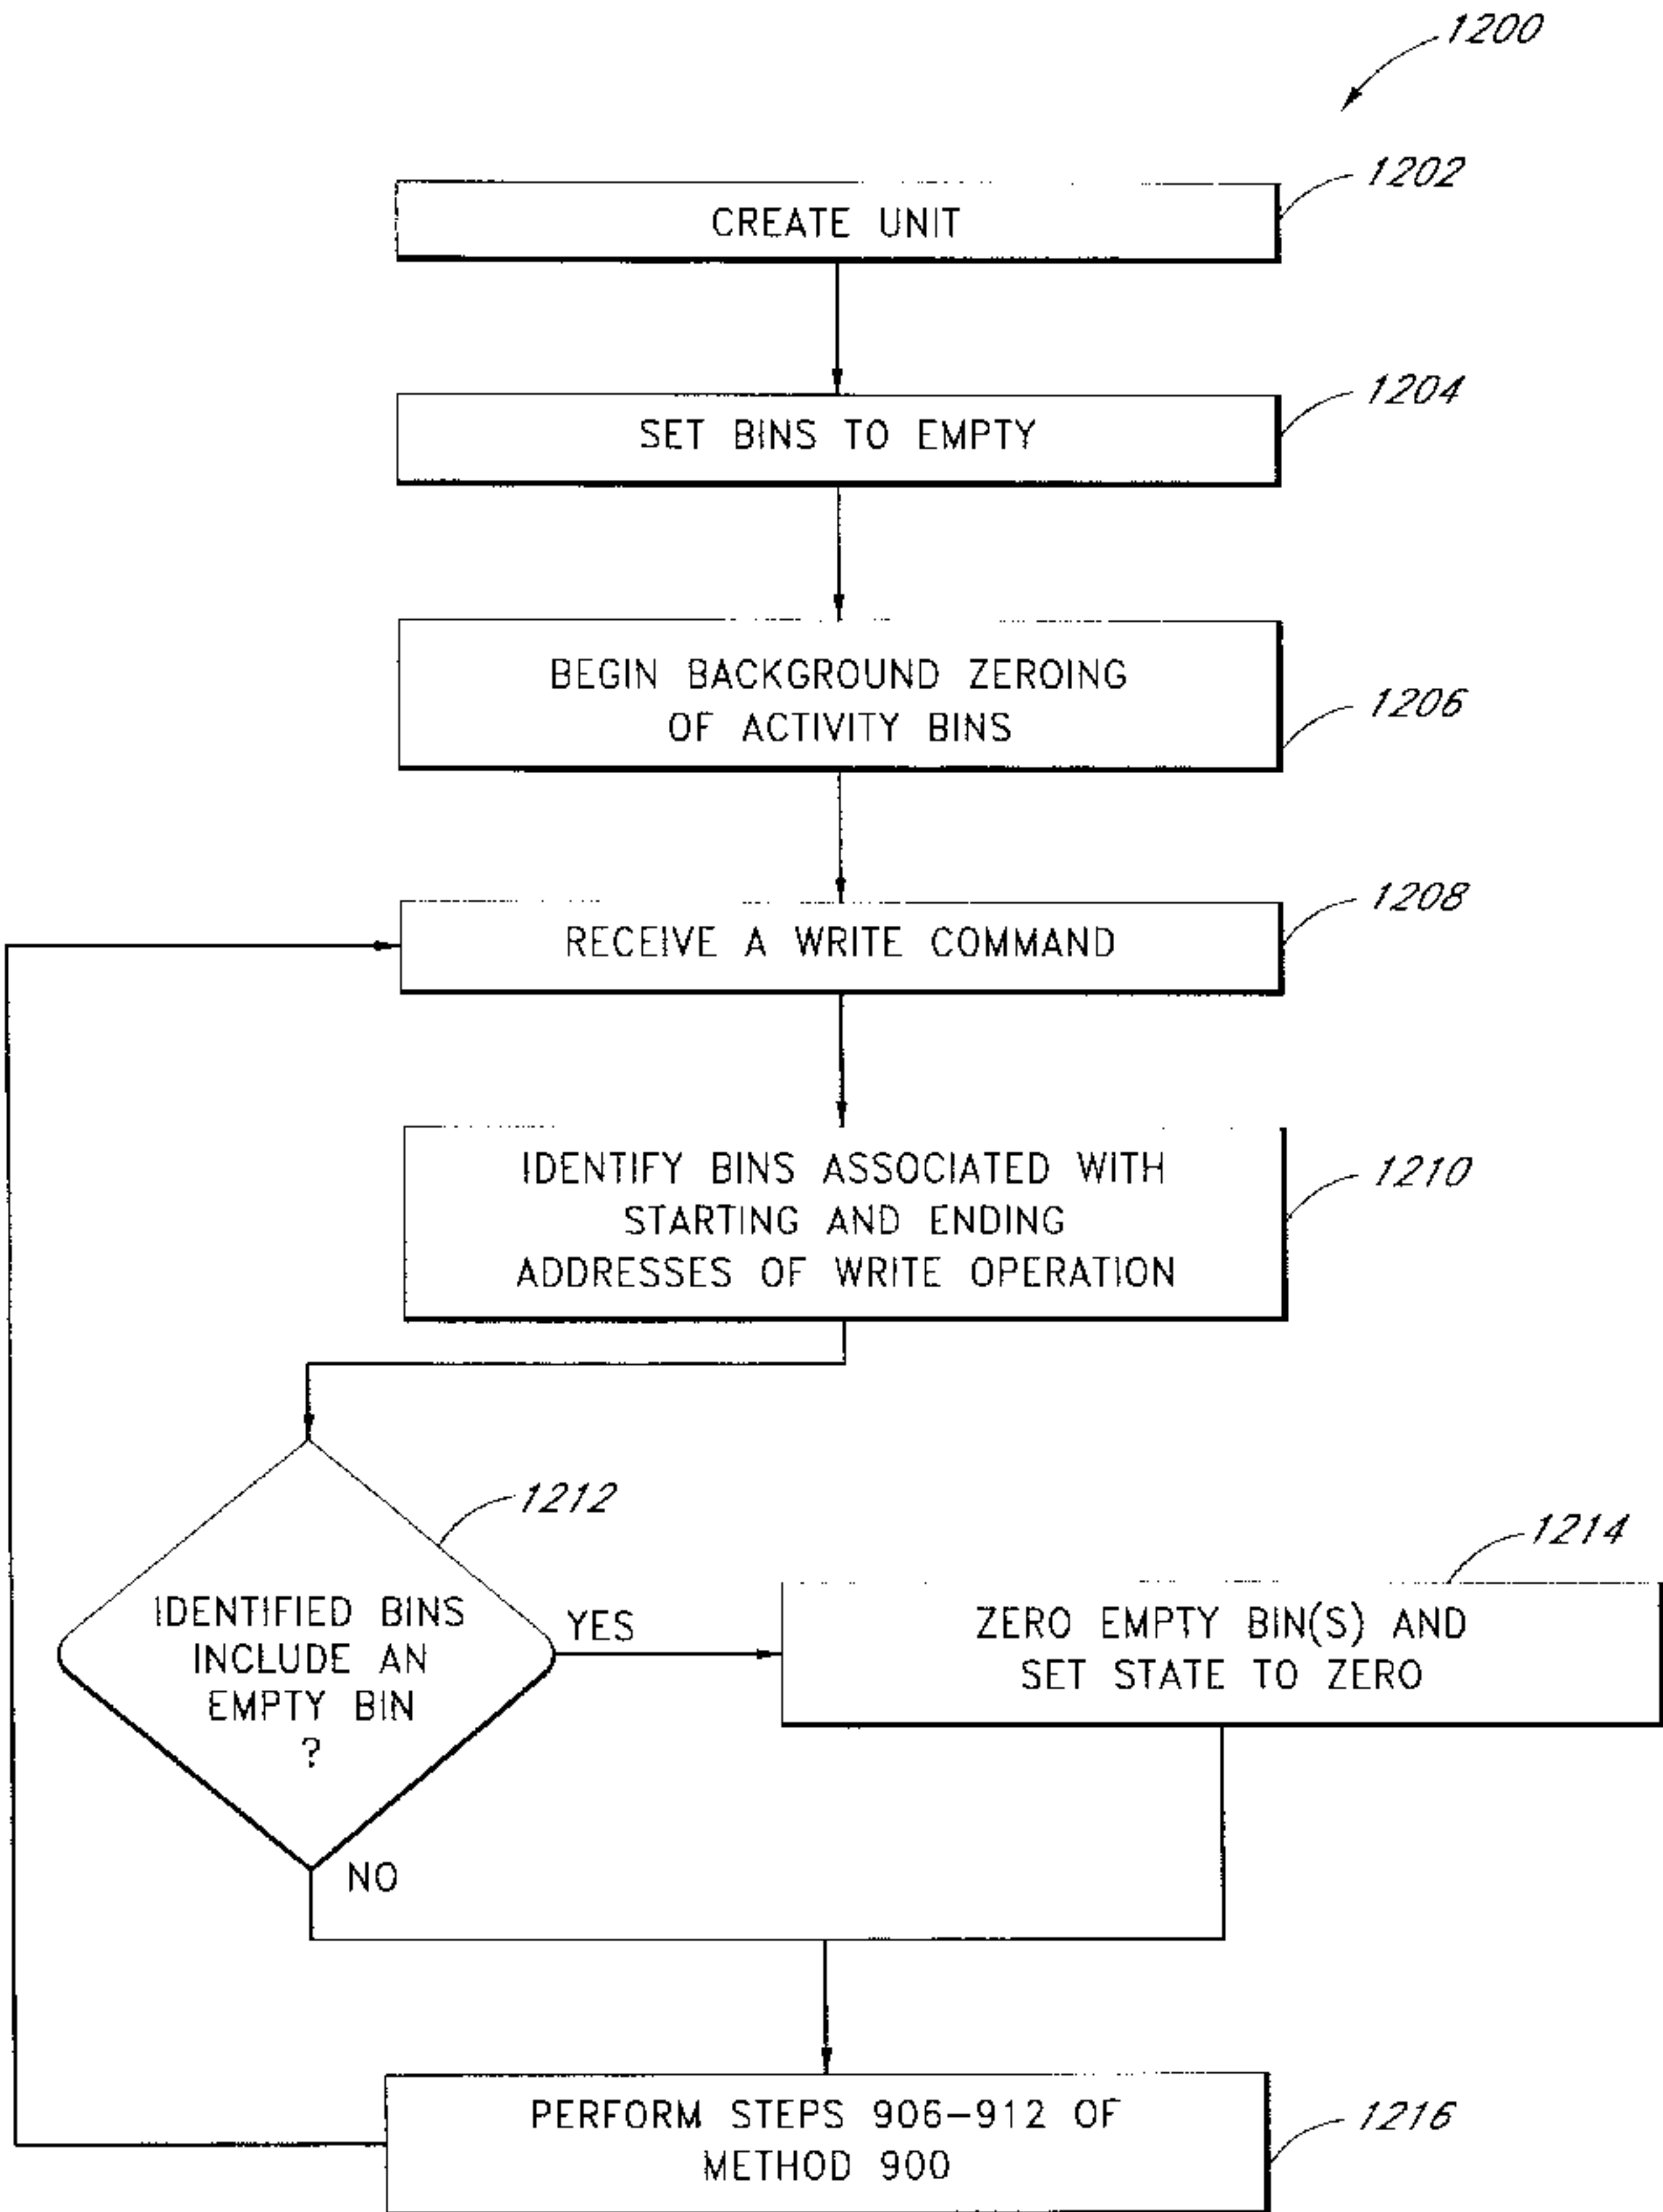 1200
1202
CREATE UNIT
1204
SET BINS TO EMPTY
BEGIN BACKGROUND ZEROING
OF ACTIVITY BINS
1206
1208
RECEIVE A WRITE COMMAND
IDENTIFY BINS ASSOCIATED WITH
1210
STARTING AND ENDING
ADDRESSES OF WRITE OPERATION
1212
1214
IDENTIFIED BINS
INCLUDE AN
EMPTY BIN
?
YES
ZERO EMPTY BIN(S) AND
SET STATE TO ZERO
NO
PERFORM STEPS 906-912 OF
METHOD 900
1216